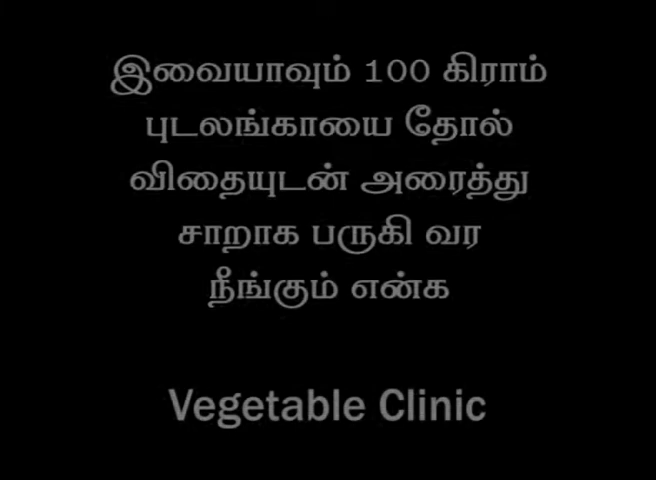 இவையாவும் 100 கிராம்
புடலங்காயை தோல்
விதையுடன் அரைத்து
சாறாக பருகி வர
நீங்கும் என்க
Vegetable Clinic